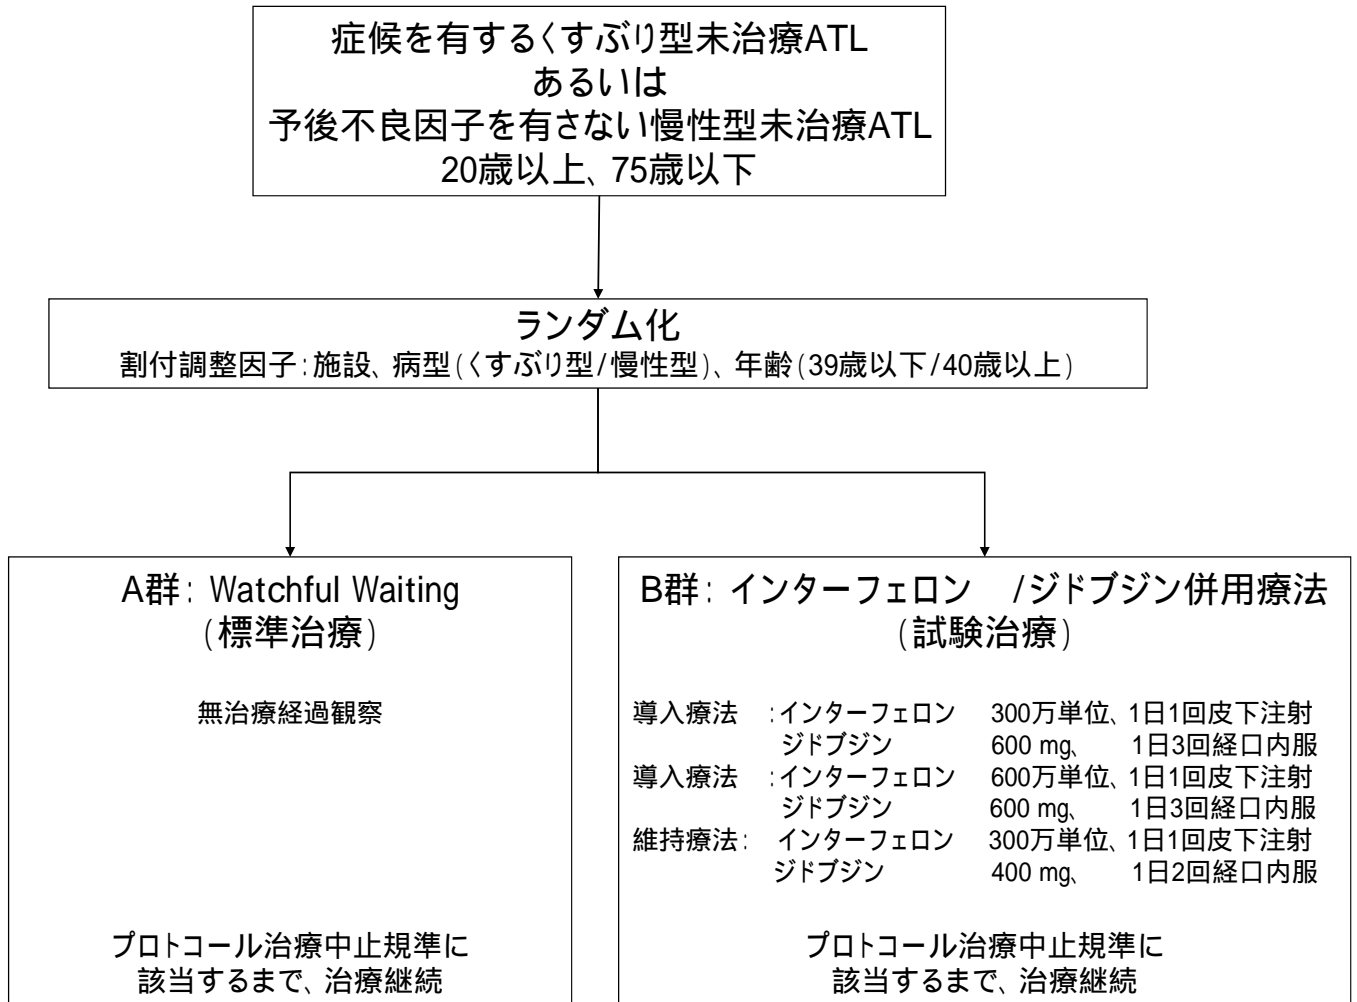 症候を有するくすぶり型未治療ATL
あるいは
予後不良因子を有さない慢性型未治療ATL
20歳以上、75歳以下
ランダム化
割付調整因子:施設、病型(くすぶり型/慢性型)、年齢(39歳以下/40歳以上)
A群: Watchful Waiting
(標準治療)
無治療経過観察
プロトコール治療中止規準に
該当するまで、治療継続
B群: インターフェロン /ジドブジン併用療法
(試験治療)
導入療法 :インターフェロン 300万単位、1日1回皮下注射
ジドブジン 600 mg、 1日3回経口内服
導入療法 :インターフェロン 600万単位、1日1回皮下注射
ジドブジン 600 mg、 1日3回経口内服
維持療法: インターフェロン 300万単位、1日1回皮下注射
ジドブジン 400 mg、 1日2回経口内服
プロトコール治療中止規準に
該当するまで、治療継続